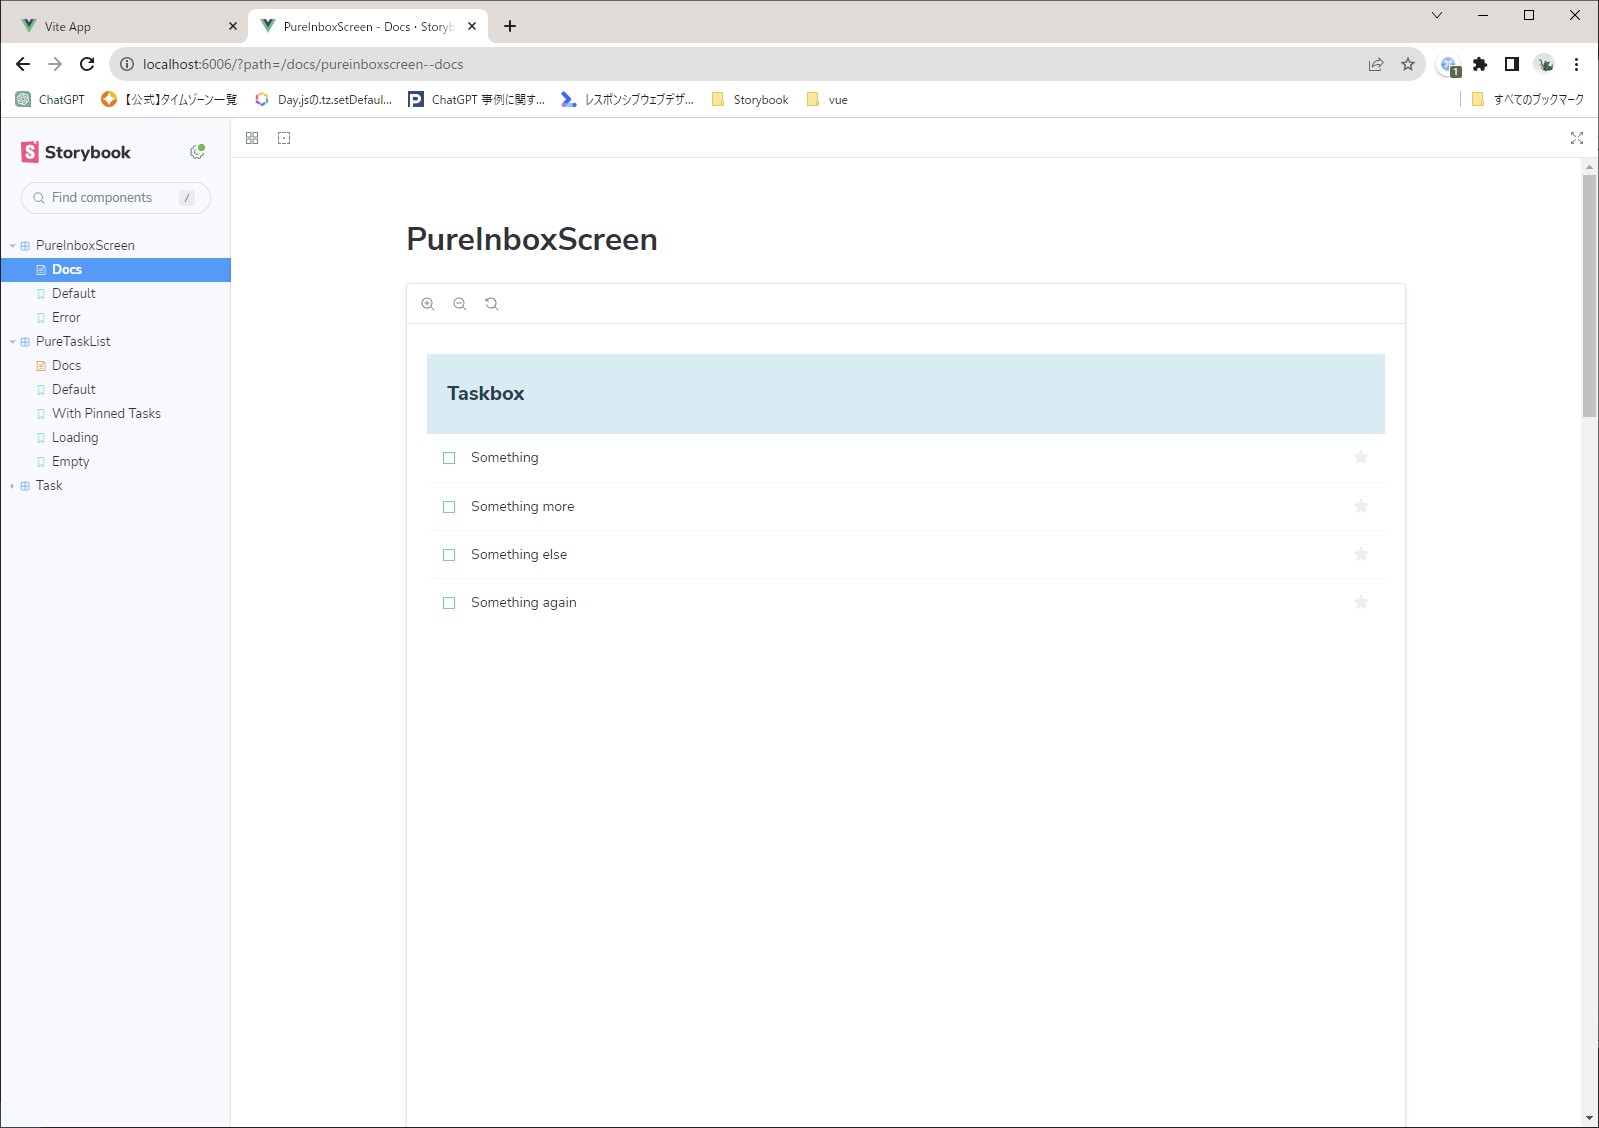 Vite App
PureInboxScreen - Docs · Storyb
localhost:6006/?path=/docs/pureinboxscreen--docs
1
ChatGPT
【公式】タイムゾーン一覧
Day.jsの.tz.setDefaul...
ChatGPT 事例に関す...
レスポンシブウェブデザ...
Storybook
vue
すべてのブックマーク
Storybook
Find components
/
PureInboxScreen
Docs
Default
Error
PureTaskList
Docs
Default
With Pinned Tasks
Loading
Empty
Task
PureInboxScreen
Taskbox
Something
Something more
Something else
Something again